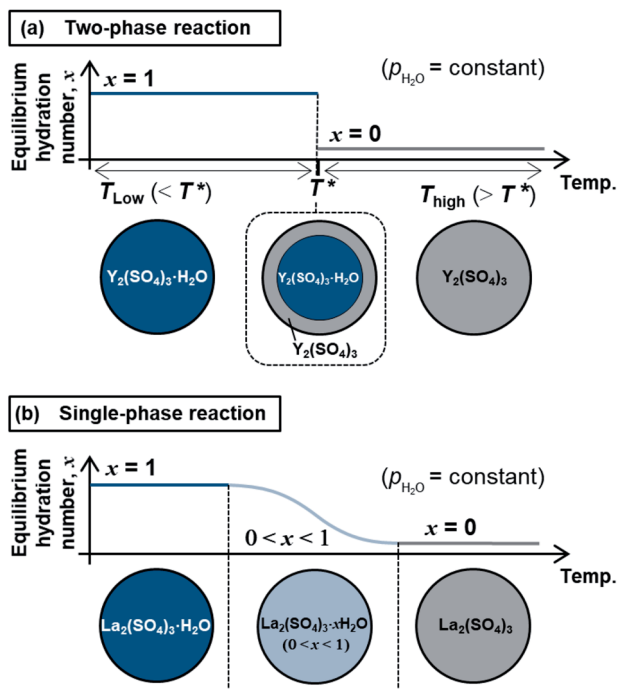 (a) Two-phase reaction
Equilibrium
hydration
number, x
x = 1
(pH₂O = constant)
x = 0
TLow (< T*)
T*
Thigh (> T*)
Temp.
Y₂(SO₄)₃·H₂O
Y₂(SO₄)₃·H₂O
Y₂(SO₄)₃
Y₂(SO₄)₃
(b) Single-phase reaction
Equilibrium
hydration
number, x
x = 1
(pH₂O = constant)
0 < x < 1
x = 0
Temp.
La₂(SO₄)₃·H₂O
La₂(SO₄)₃·xH₂O
(0 < x < 1)
La₂(SO₄)₃